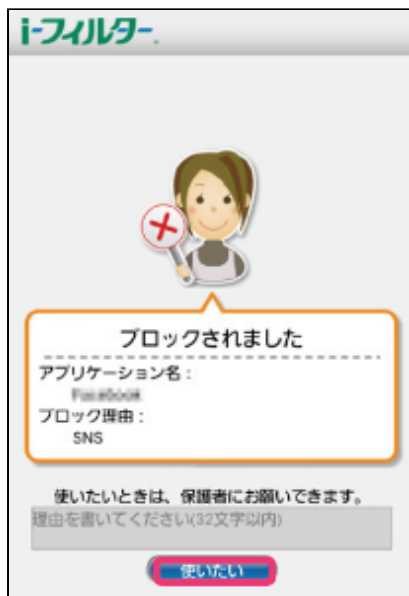 i-フィルター.
ブロックされました
アプリケーション名：
ブロック理由：
SNS
使いたいときは、保護者にお願いできます。
理由を書いてください(32文字以内)
使いたい